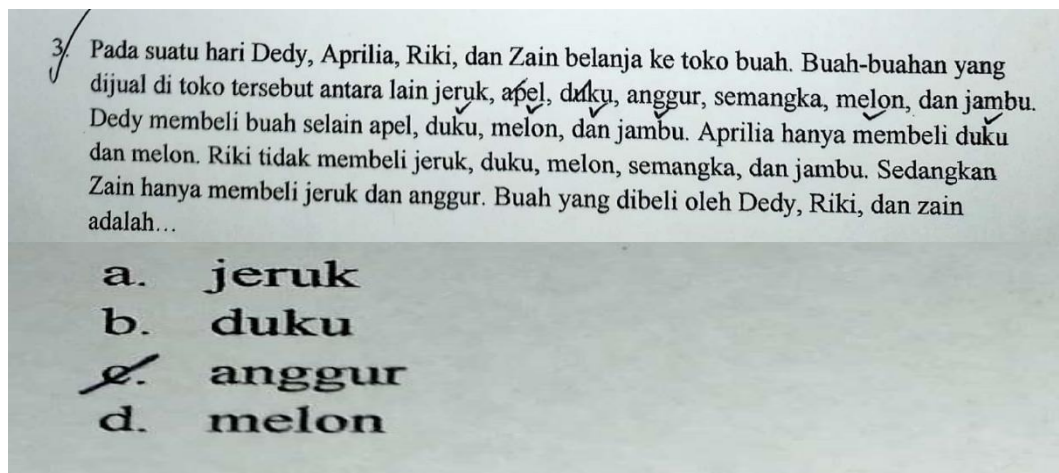 3. Pada suatu hari Dedy, Aprilia, Riki, dan Zain belanja ke toko buah. Buah-buahan yang
dijual di toko tersebut antara lain jeruk, apel, duku, anggur, semangka, melon, dan jambu.
Dedy membeli buah selain apel, duku, melon, dan jambu. Aprilia hanya membeli duku
dan melon. Riki tidak membeli jeruk, duku, melon, semangka, dan jambu. Sedangkan
Zain hanya membeli jeruk dan anggur. Buah yang dibeli oleh Dedy, Riki, dan zain
adalah…
a. jeruk
b. duku
c. anggur
d. melon